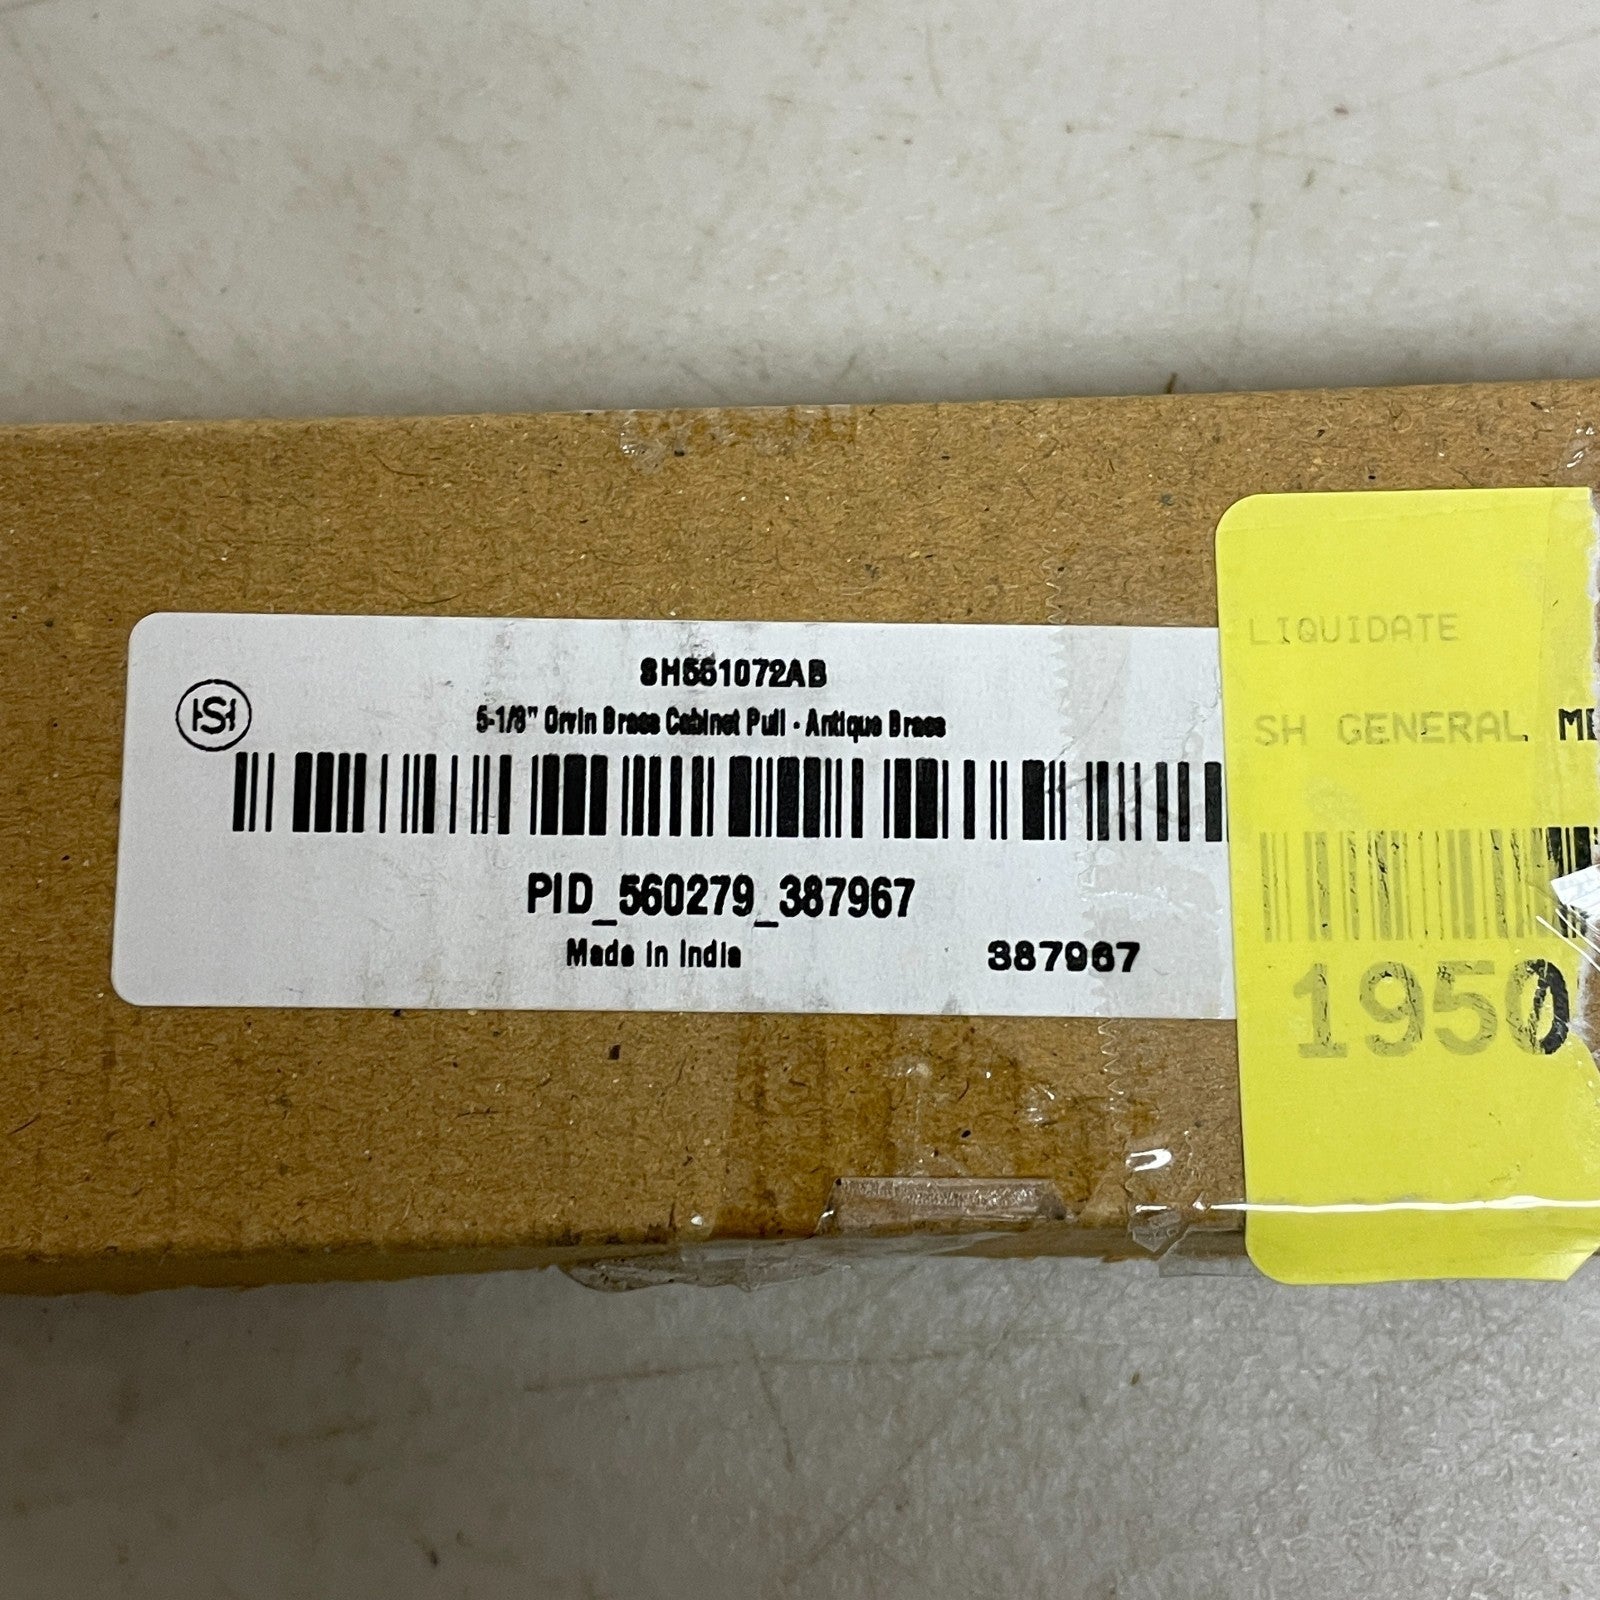 SH551072AB
5-1/8" Orvin Brass Cabinet Pull - Antique Brass
PID_560279_387967
Made in India
387967
LIQUIDATE
SH GENERAL
1950